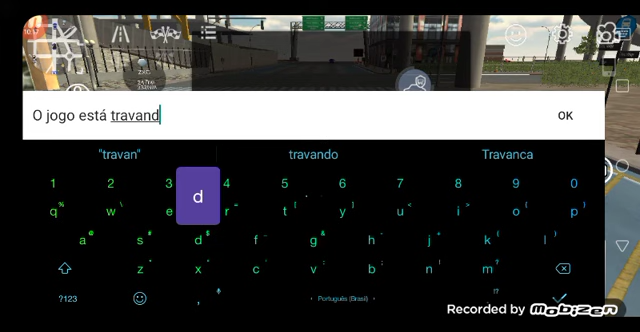 O jogo está travand
OK
"travan" travando Travanca
1 2 3 4 5 6 7 8 9 0
q w e r t y u i o p
d
a s d f g h j k l
z x c v b n m
?123 , Português (Brasil) !?
Recorded by Mobizen